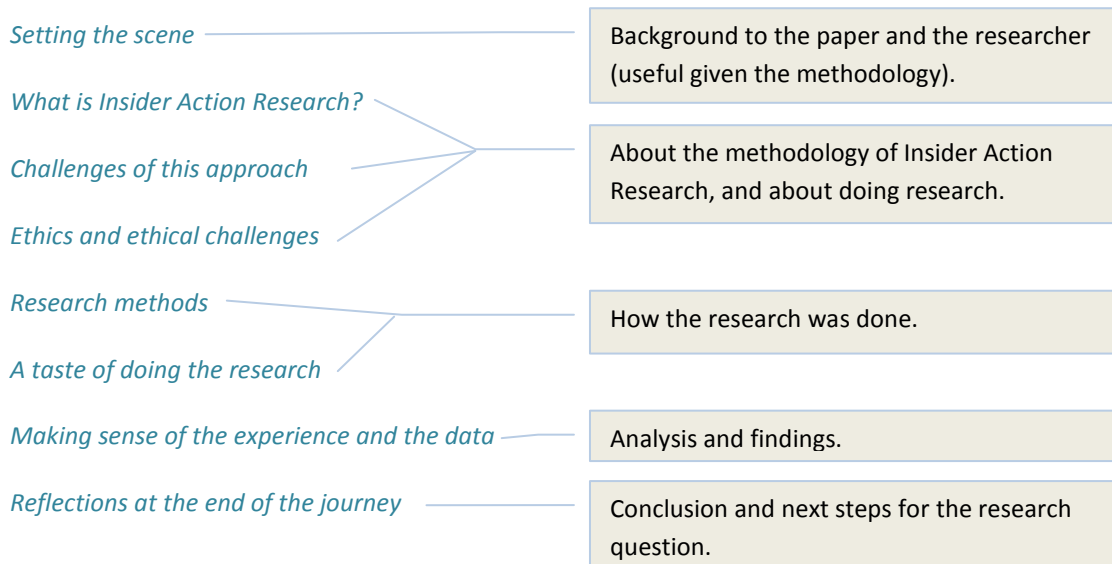 Setting the scene
Background to the paper and the researcher
(useful given the methodology).
What is Insider Action Research?
Challenges of this approach
Ethics and ethical challenges
About the methodology of Insider Action
Research, and about doing research.
Research methods
A taste of doing the research
How the research was done.
Making sense of the experience and the data
Analysis and findings.
Reflections at the end of the journey
Conclusion and next steps for the research
question.